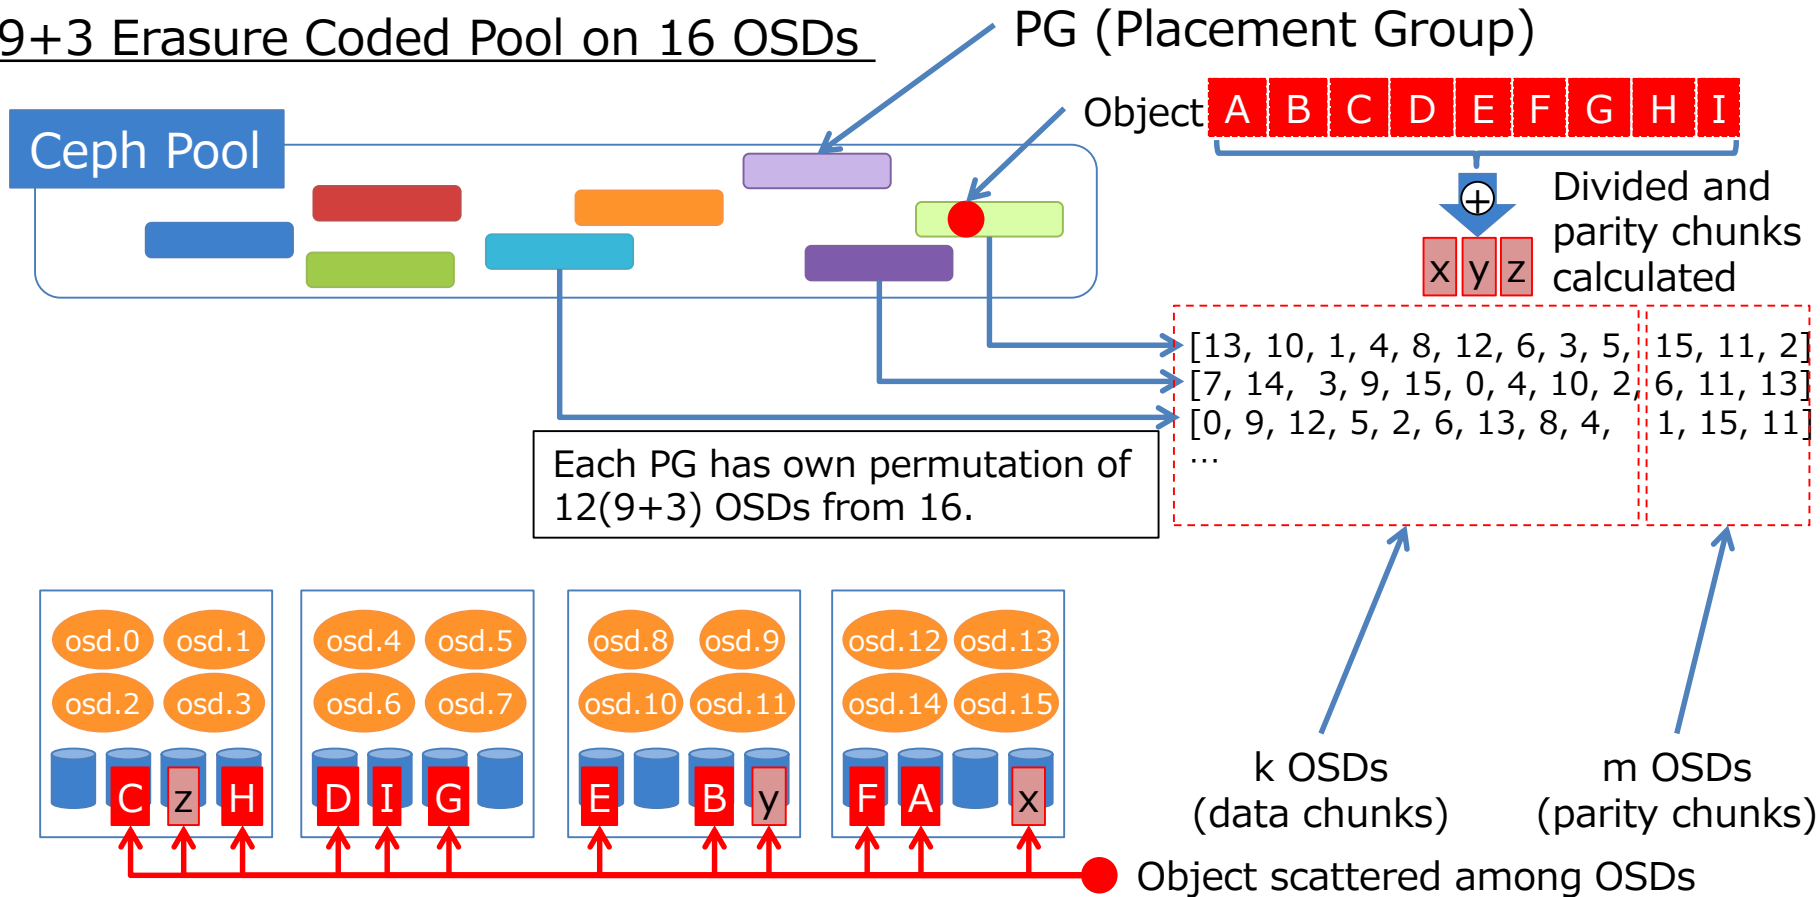 9+3 Erasure Coded Pool on 16 OSDs
PG (Placement Group)
Object A B C D E F G H I
Ceph Pool
Divided and
parity chunks
calculated
+
x y z
[13, 10, 1, 4, 8, 12, 6, 3, 5, 15, 11, 2]
[7, 14, 3, 9, 15, 0, 4, 10, 2, 6, 11, 13]
[0, 9, 12, 5, 2, 6, 13, 8, 4, 1, 15, 11]
…
Each PG has own permutation of
12(9+3) OSDs from 16.
osd.0 osd.1 osd.4 osd.5 osd.8 osd.9 osd.12 osd.13
osd.2 osd.3 osd.6 osd.7 osd.10 osd.11 osd.14 osd.15
C z H D I G E B y F A x
k OSDs
(data chunks)
m OSDs
(parity chunks)
Object scattered among OSDs